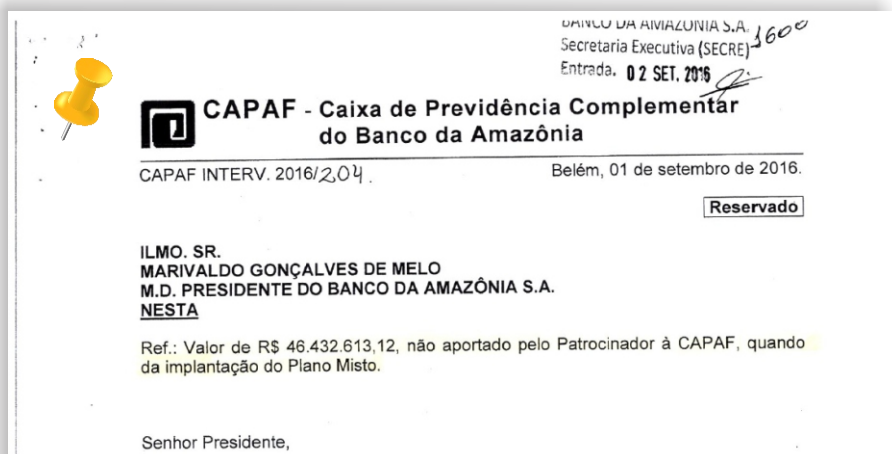 BANCO DA AMAZONIA S.A.
1600
Secretaria Executiva (SECRE)
Entrada. 02 SET. 2016
CAPAF - Caixa de Previdência Complementar
do Banco da Amazônia
CAPAF INTERV. 2016/204.
Belém, 01 de setembro de 2016.
Reservado
ILMO. SR.
MARIVALDO GONÇALVES DE MELO
M.D. PRESIDENTE DO BANCO DA AMAZÔNIA S.A.
NESTA
Ref.: Valor de R$ 46.432.613,12, não aportado pelo Patrocinador à CAPAF, quando
da implantação do Plano Misto.
Senhor Presidente,